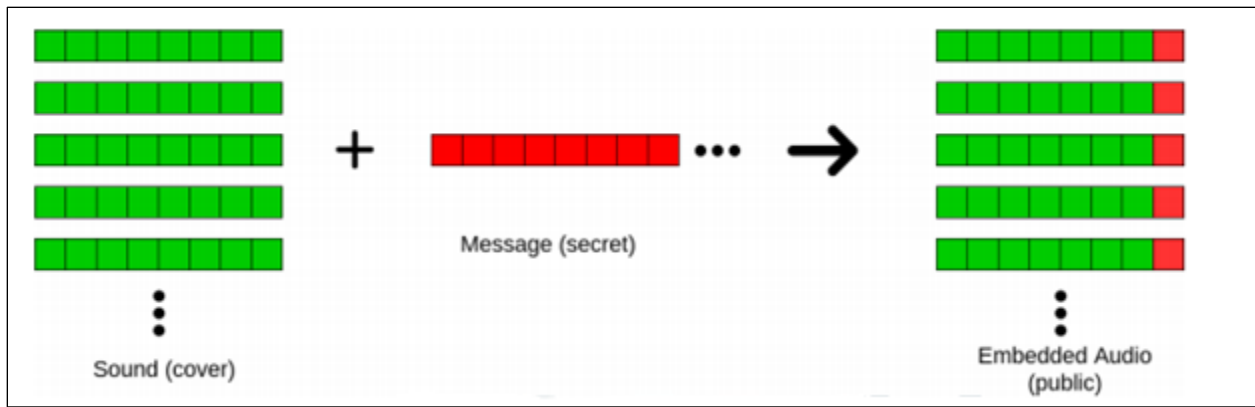 Message (secret)
Sound (cover)
Embedded Audio
(public)